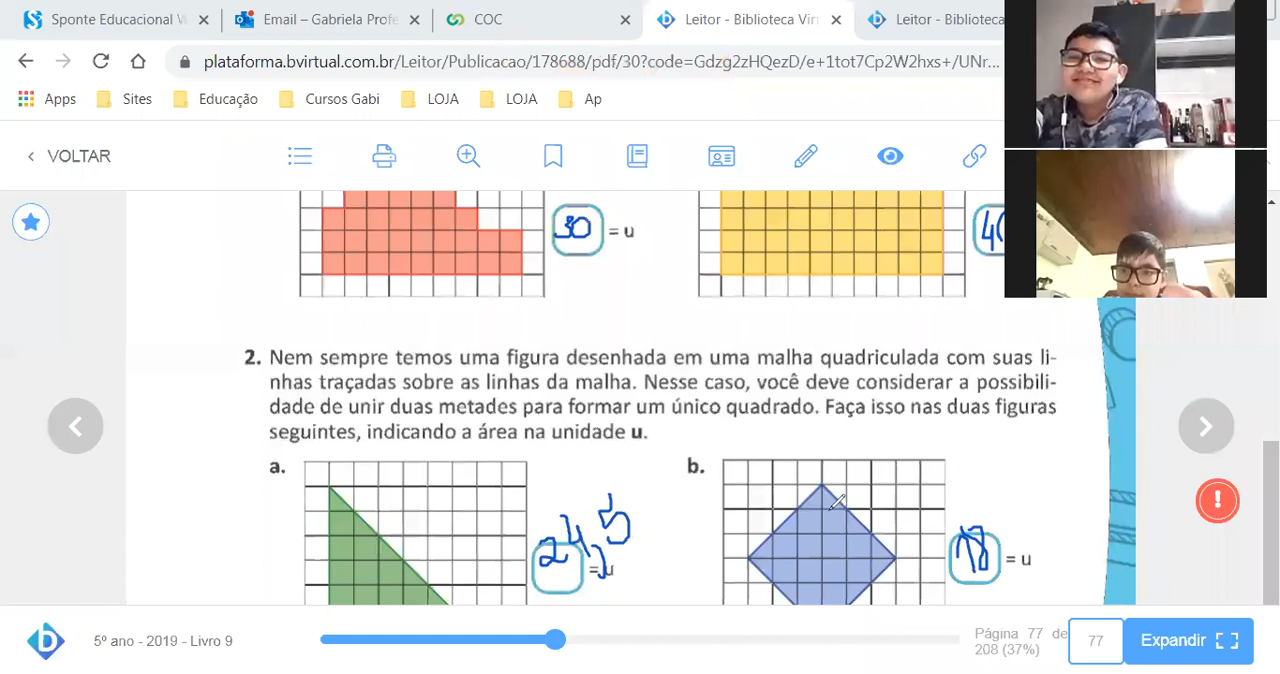 Sponte Educacional
Email – Gabriela Profe
COC
Leitor - Biblioteca Vir
Leitor - Biblioteca
plataforma.bvirtual.com.br/Leitor/Publicacao/178688/pdf/30?code=Gdzg2zHQezD/e+1tot7Cp2W2hxs+/UNr...
Apps Sites Educação Cursos Gabi LOJA LOJA Ap
VOLTAR
30 = u
40
2. Nem sempre temos uma figura desenhada em uma malha quadriculada com suas li-
nhas traçadas sobre as linhas da malha. Nesse caso, você deve considerar a possibili-
dade de unir duas metades para formar um único quadrado. Faça isso nas duas figuras
seguintes, indicando a área na unidade u.
a. b.
24,5 = u
18 = u
5º ano - 2019 - Livro 9
Página 77 de
208 (37%)
77
Expandir